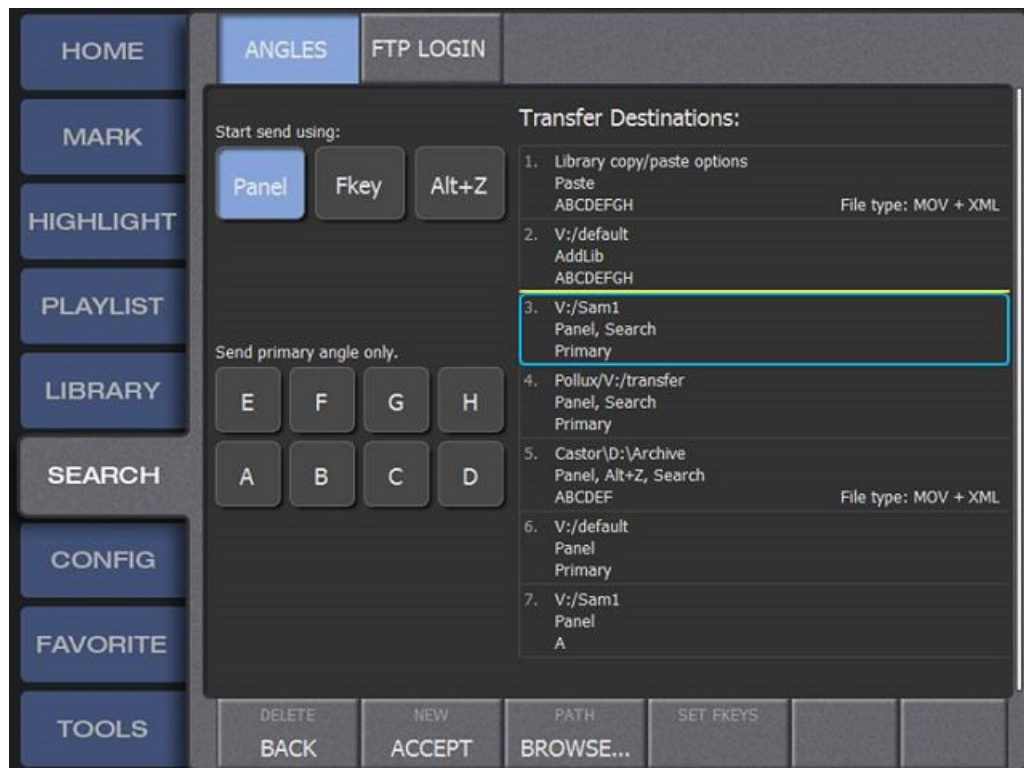 HOME
MARK
HIGHLIGHT
PLAYLIST
LIBRARY
SEARCH
CONFIG
FAVORITE
TOOLS
ANGLES
FTP LOGIN
Start send using:
Panel
Fkey
Alt+Z
Send primary angle only.
E F G H
A B C D
Transfer Destinations:
1. Library copy/paste options
Paste
ABCDEFGH File type: MOV + XML
2. V:/default
AddLib
ABCDEFGH
3. V:/Sam1
Panel, Search
Primary
4. Pollux/V:/transfer
Panel, Search
Primary
5. Castor\D:\Archive
Panel, Alt+Z, Search
ABCDEF File type: MOV + XML
6. V:/default
Panel
Primary
7. V:/Sam1
Panel
A
DELETE
BACK
NEW
ACCEPT
PATH
BROWSE...
SET FKEYS